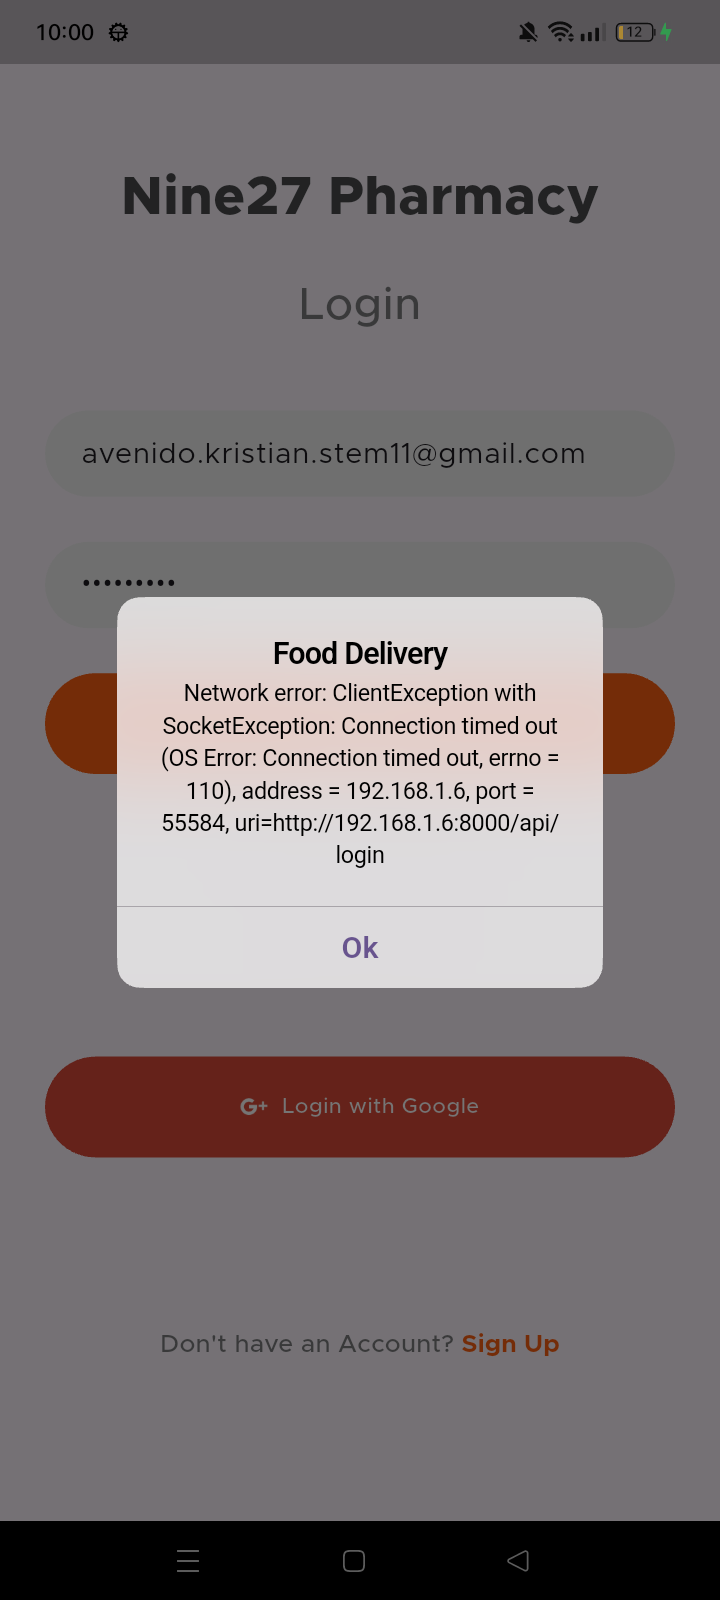 10:00
12
Nine27 Pharmacy
Login
avenido.kristian.stem11@gmail.com
•••••••••
Food Delivery
Network error: ClientException with
SocketException: Connection timed out
(OS Error: Connection timed out, errno =
110), address = 192.168.1.6, port =
55584, uri=http://192.168.1.6:8000/api/
login
Ok
G+ Login with Google
Don't have an Account? Sign Up